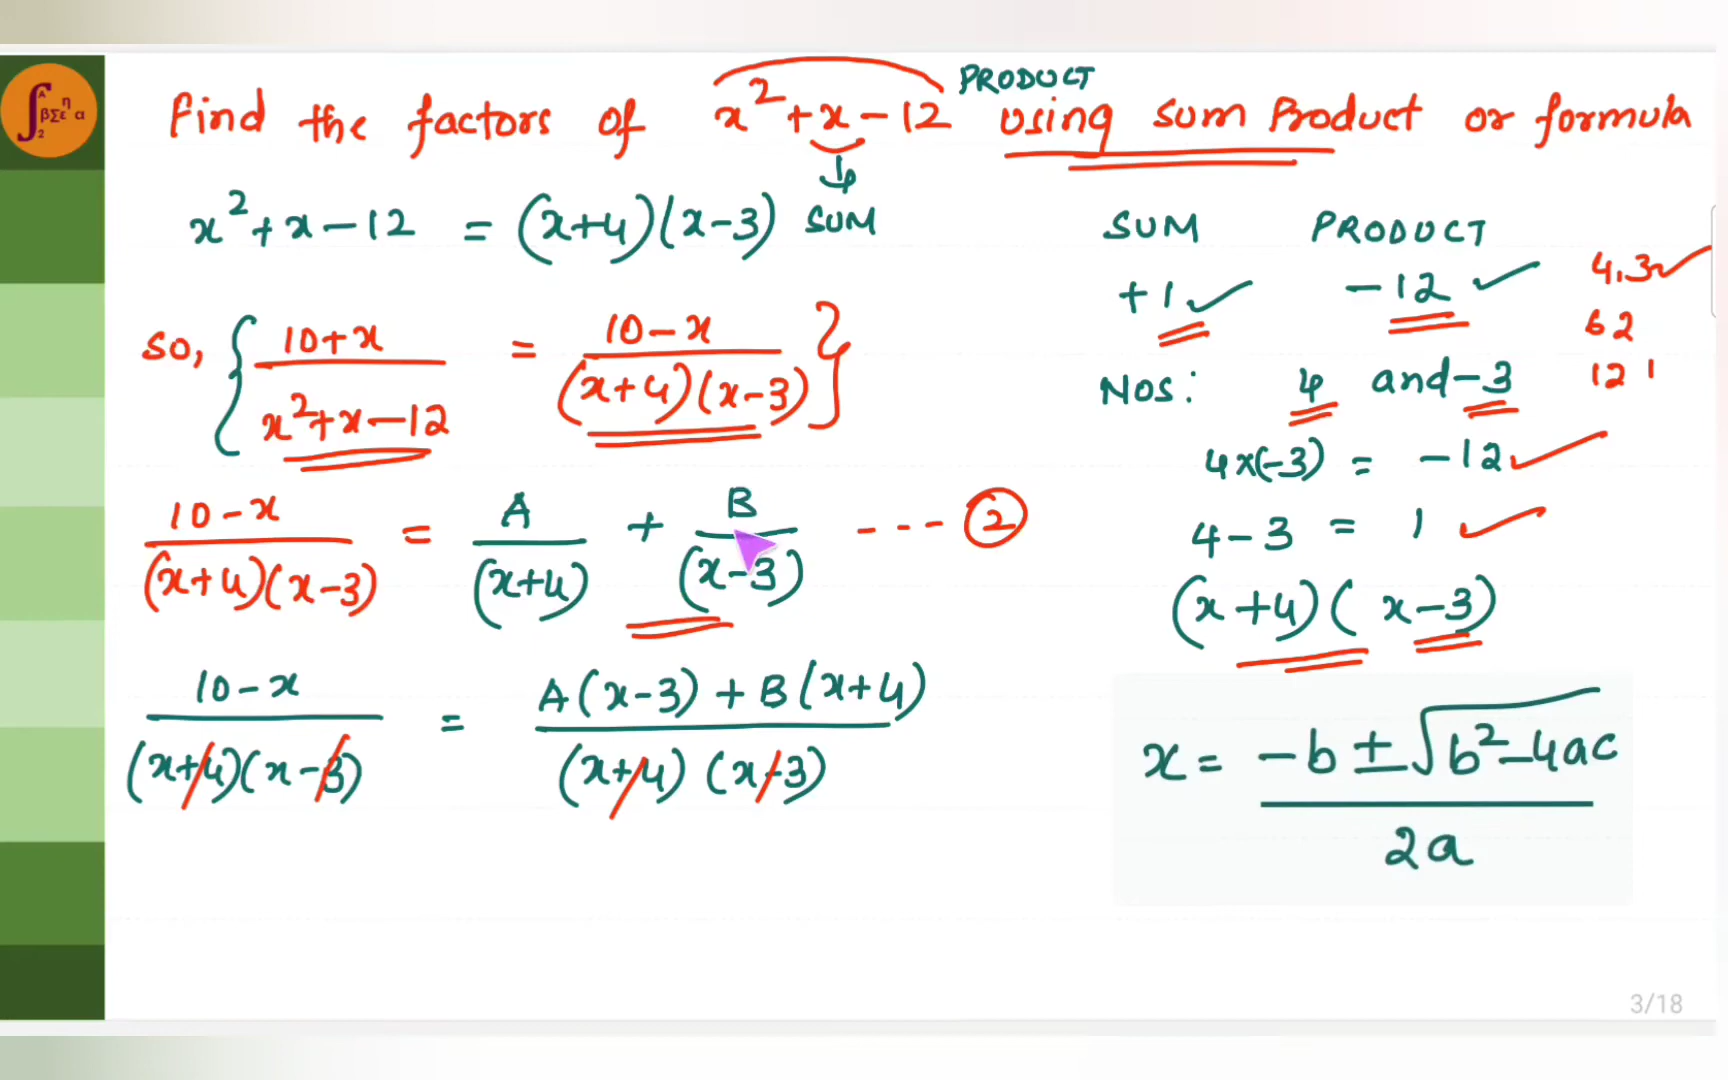 Find the factors of x² + x - 12 using sum Product or formula
PRODUCT
SUM
x² + x - 12 = (x+4)(x-3)
so, { (10+x)/(x²+x-12) = (10-x)/((x+4)(x-3)) }
(10-x)/((x+4)(x-3)) = A/(x+4) + B/(x-3) --- ②
(10-x)/((x+4)(x-3)) = (A(x-3) + B(x+4))/((x+4)(x-3))
SUM PRODUCT
+1 -12
4,3
6 2
12 1
Nos: 4 and -3
4x(-3) = -12
4-3 = 1
(x+4)(x-3)
x = (-b ± √(b²-4ac))/(2a)
3/18